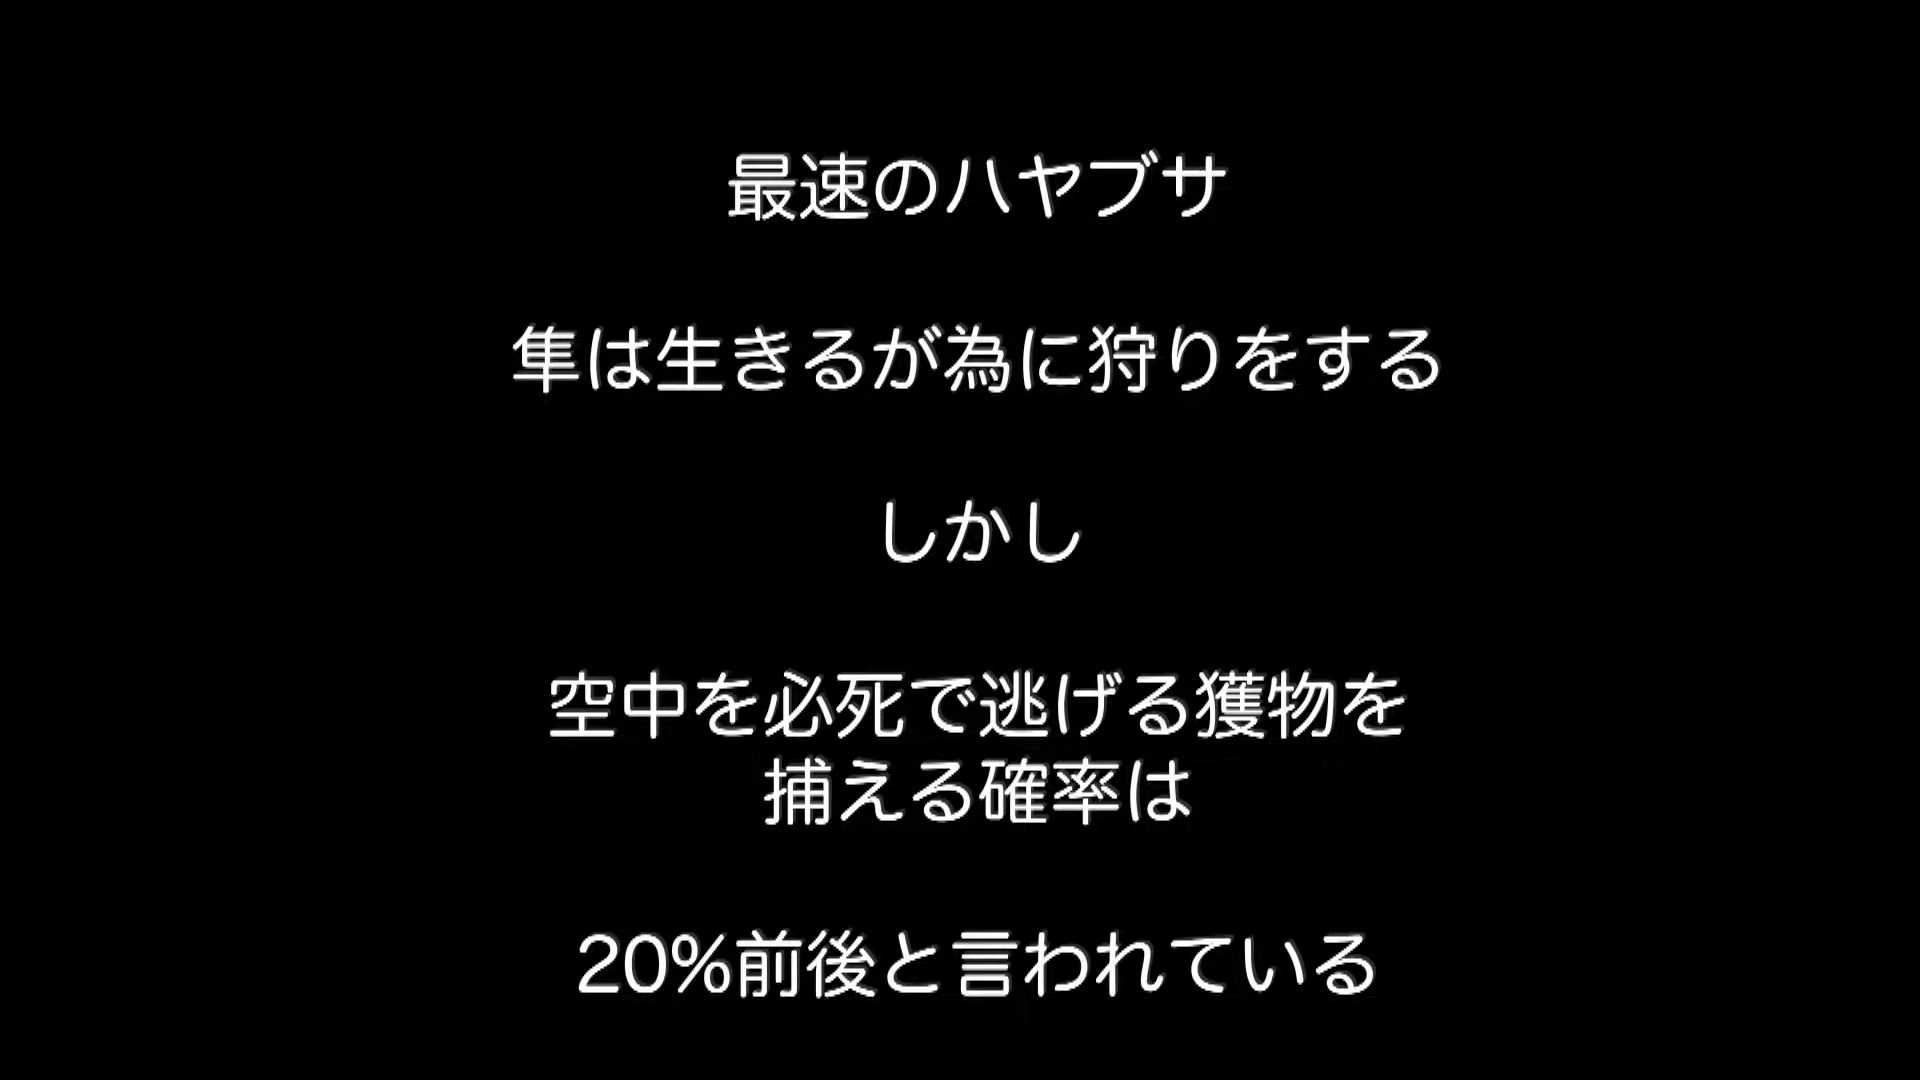 最速のハヤブサ
隼は生きるが為に狩りをする
しかし
空中を必死で逃げる獲物を
捕える確率は
20%前後と言われている